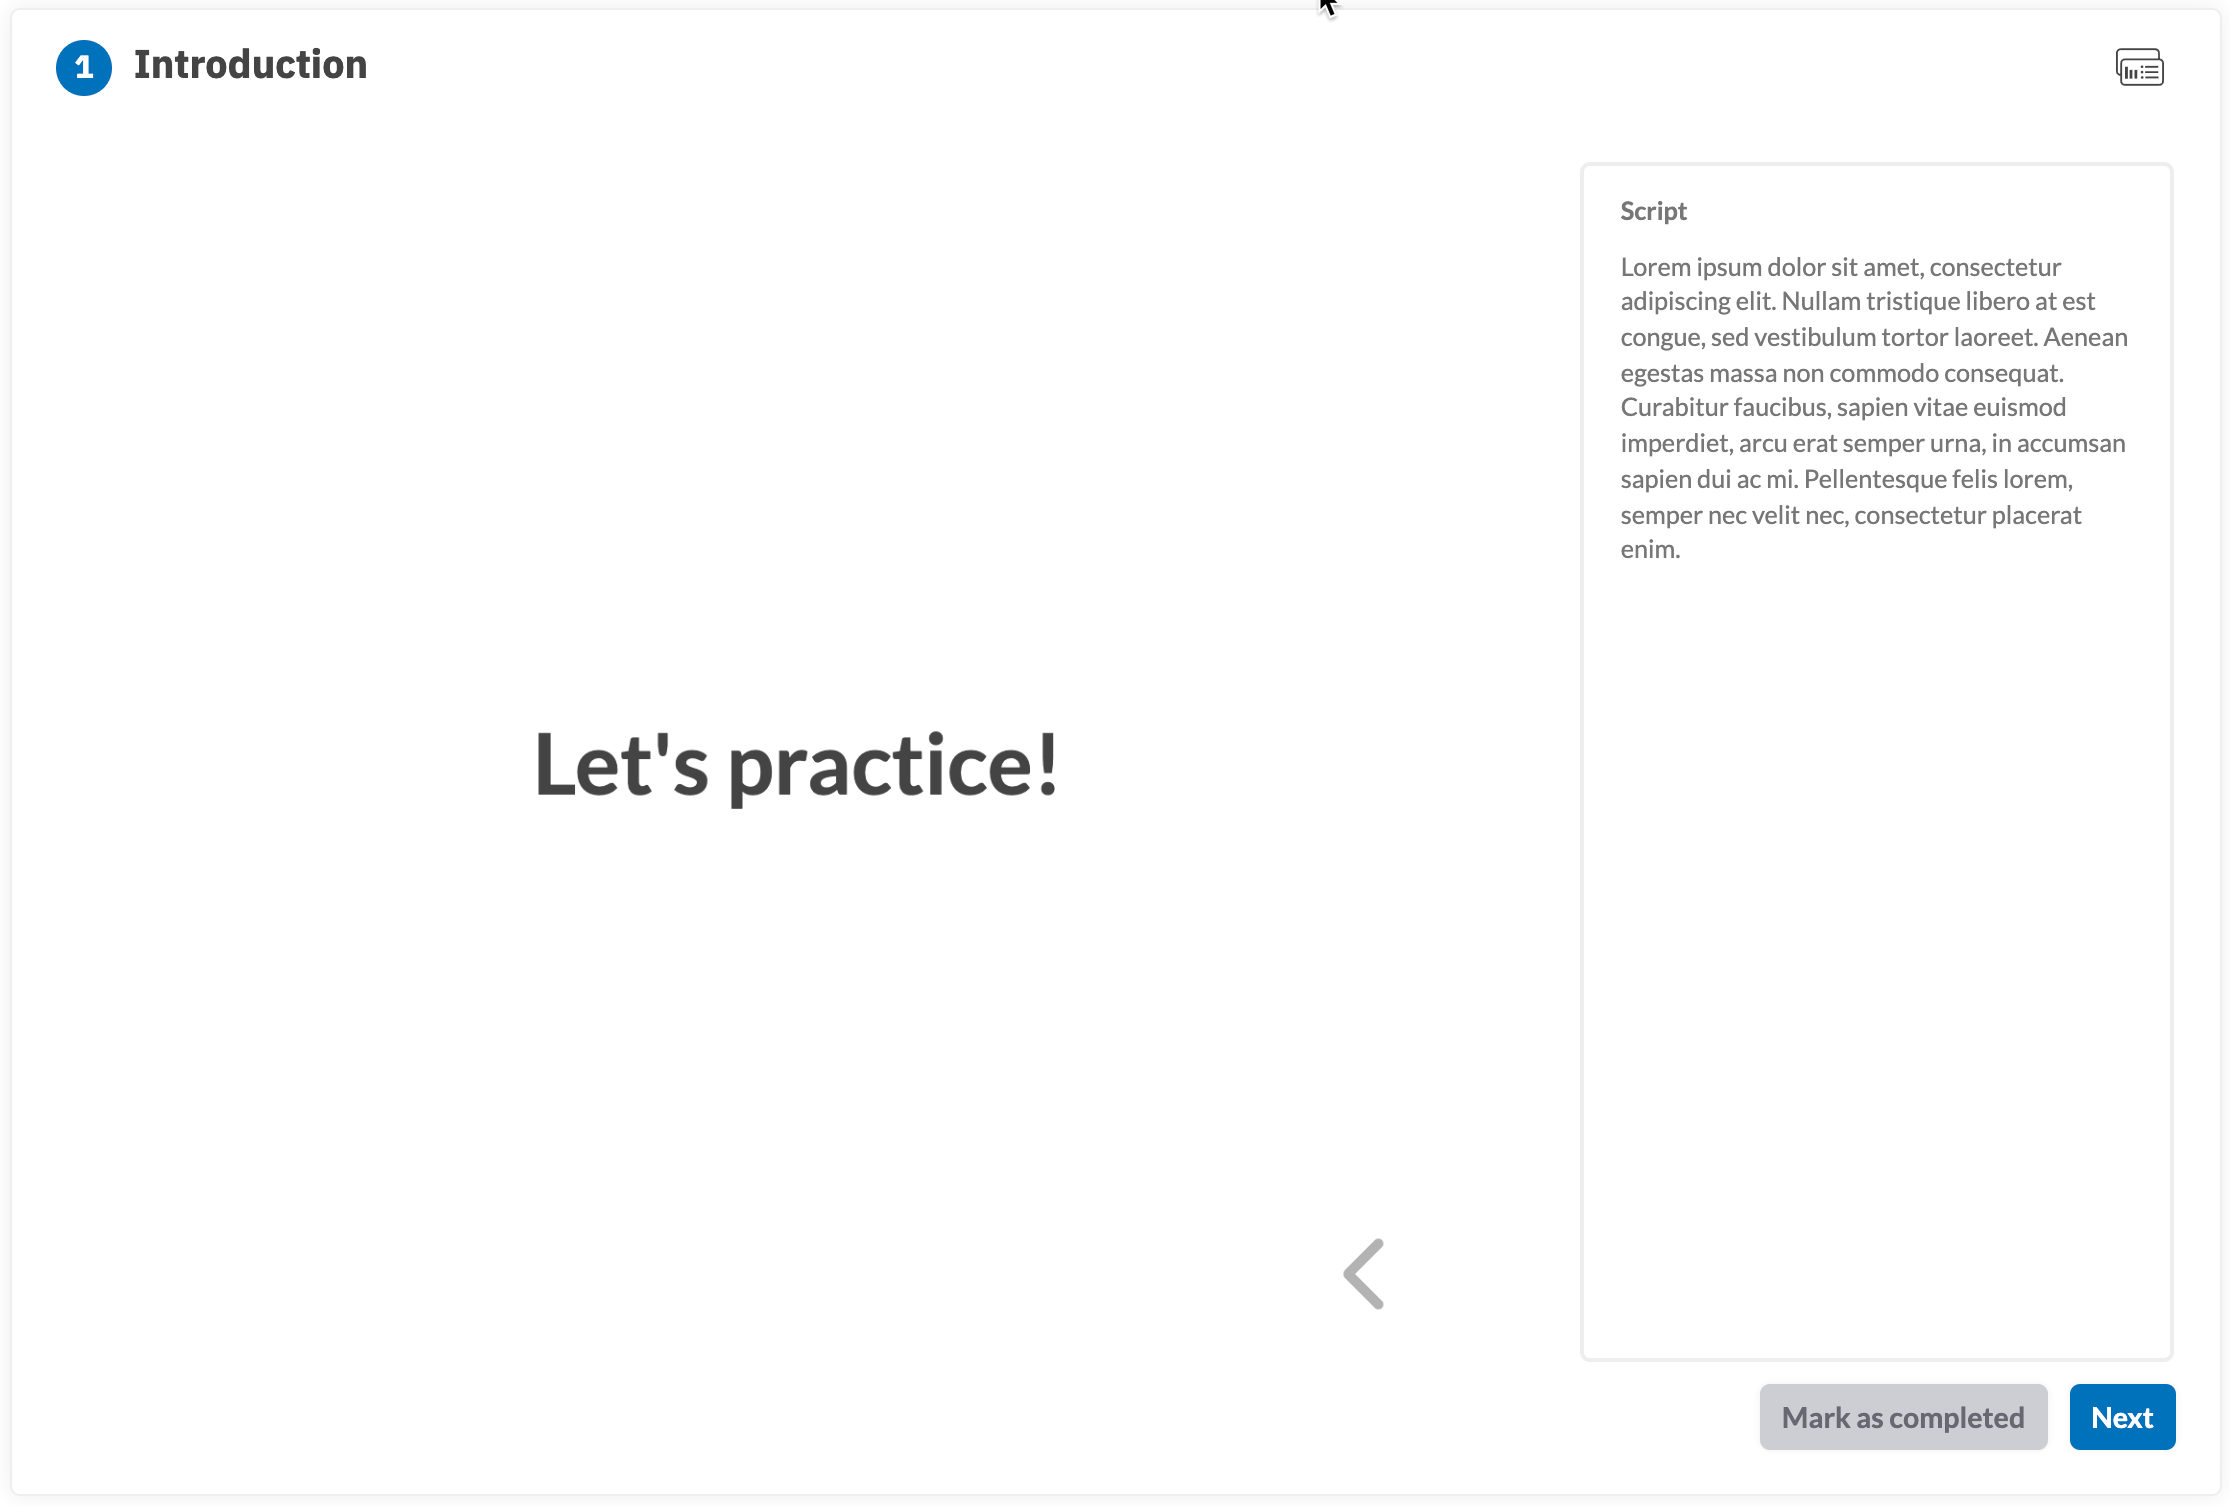 1 Introduction
Let's practice!
Script
Lorem ipsum dolor sit amet, consectetur
adipiscing elit. Nullam tristique libero at est
congue, sed vestibulum tortor laoreet. Aenean
egestas massa non commodo consequat.
Curabitur faucibus, sapien vitae euismod
imperdiet, arcu erat semper urna, in accumsan
sapien dui ac mi. Pellentesque felis lorem,
semper nec velit nec, consectetur placerat
enim.
Mark as completed
Next